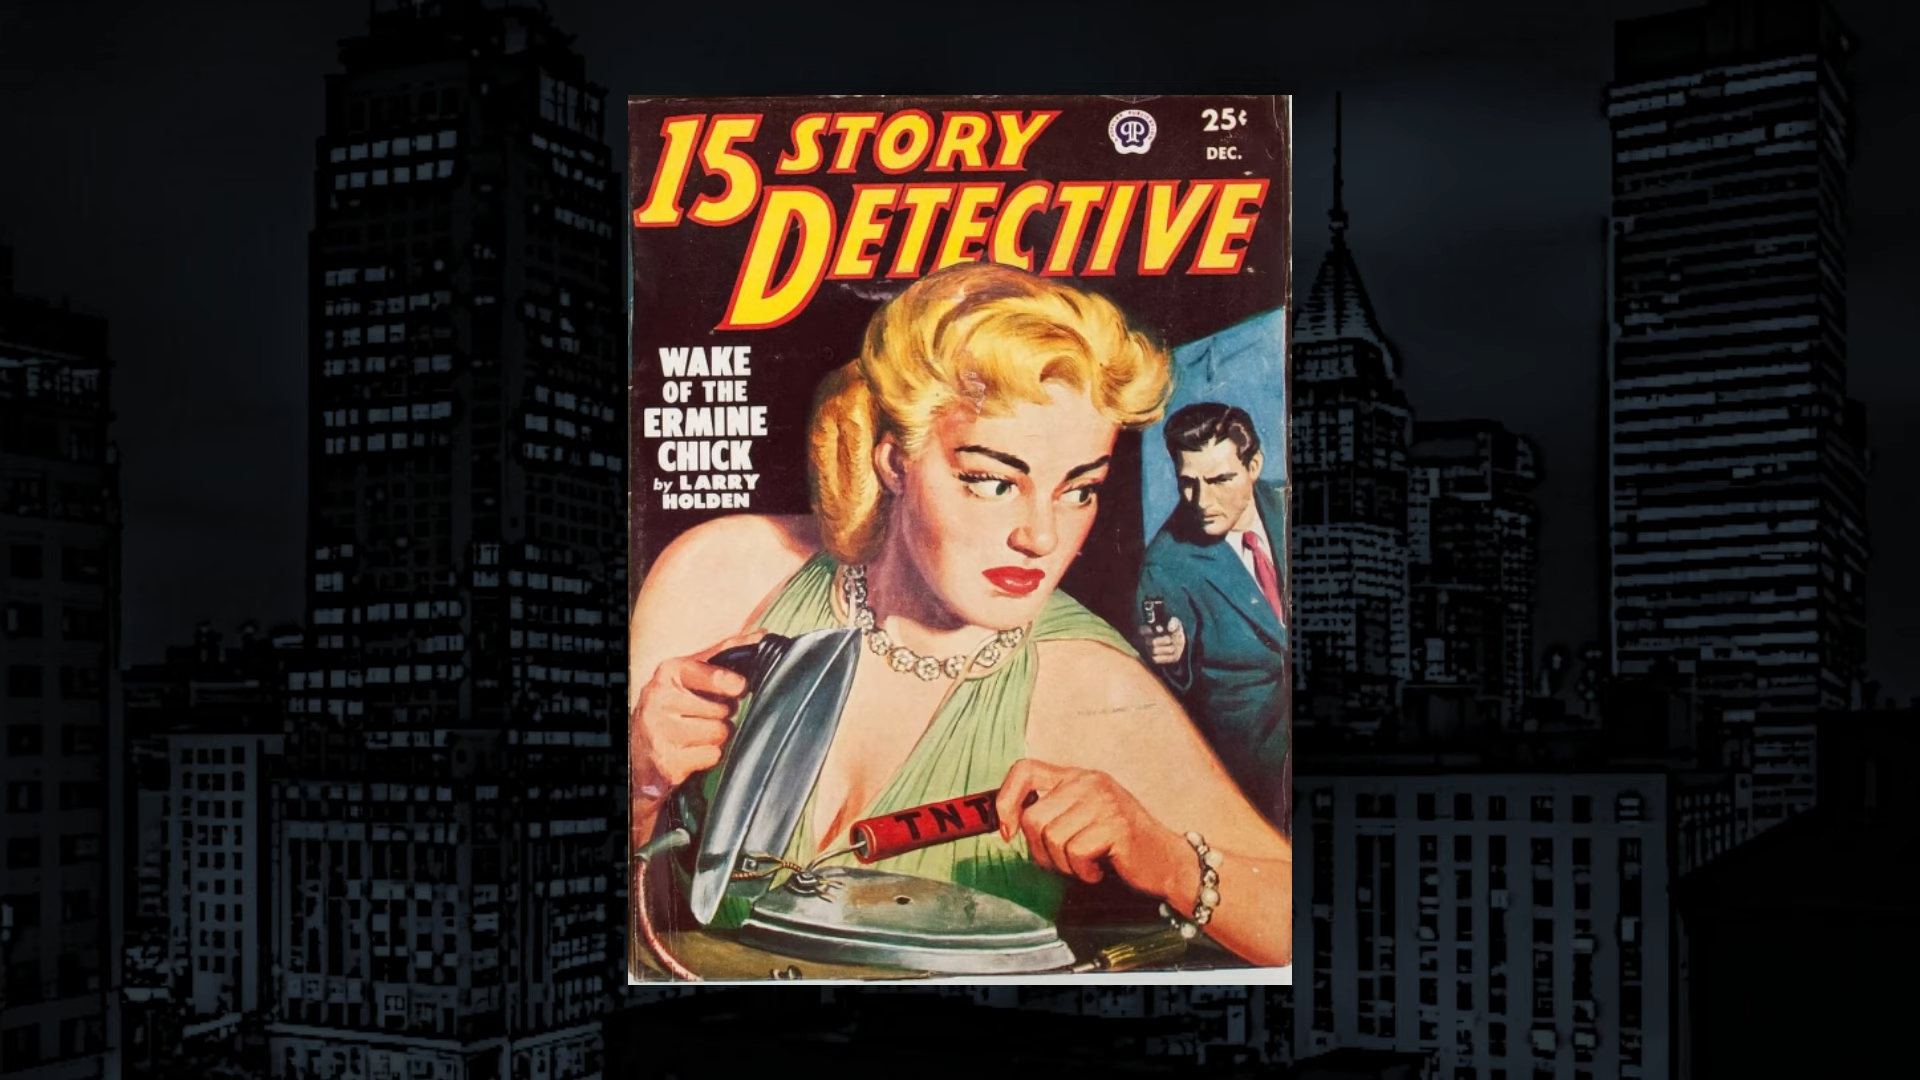 15 STORY
DETECTIVE
25¢
DEC.
WAKE
OF THE
ERMINE
CHICK
by LARRY
HOLDEN
TNT